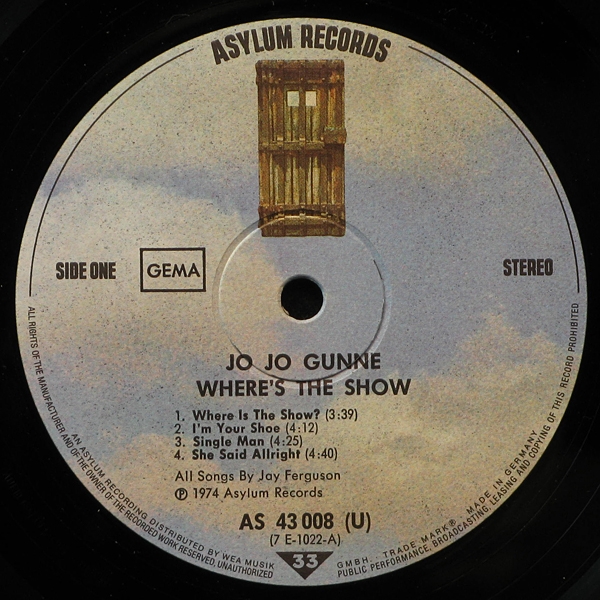 ASYLUM RECORDS
SIDE ONE
GEMA
STEREO
JO JO GUNNE
WHERE'S THE SHOW
1. Where Is The Show? (3:39)
2. I'm Your Shoe (4:12)
3. Single Man (4:25)
4. She Said Allright (4:40)
All Songs By Jay Ferguson
℗ 1974 Asylum Records
AS 43 008 (U)
(7 E-1022-A)
33
AN ASYLUM RECORDING DISTRIBUTED BY WEA MUSIK GMBH. TRADE MARK® MADE IN GERMANY
ALL RIGHTS OF THE MANUFACTURER AND OF THE OWNER OF THE RECORDED WORK RESERVED, UNAUTHORIZED PUBLIC PERFORMANCE, BROADCASTING, LEASING AND COPYING OF THIS RECORD PROHIBITED